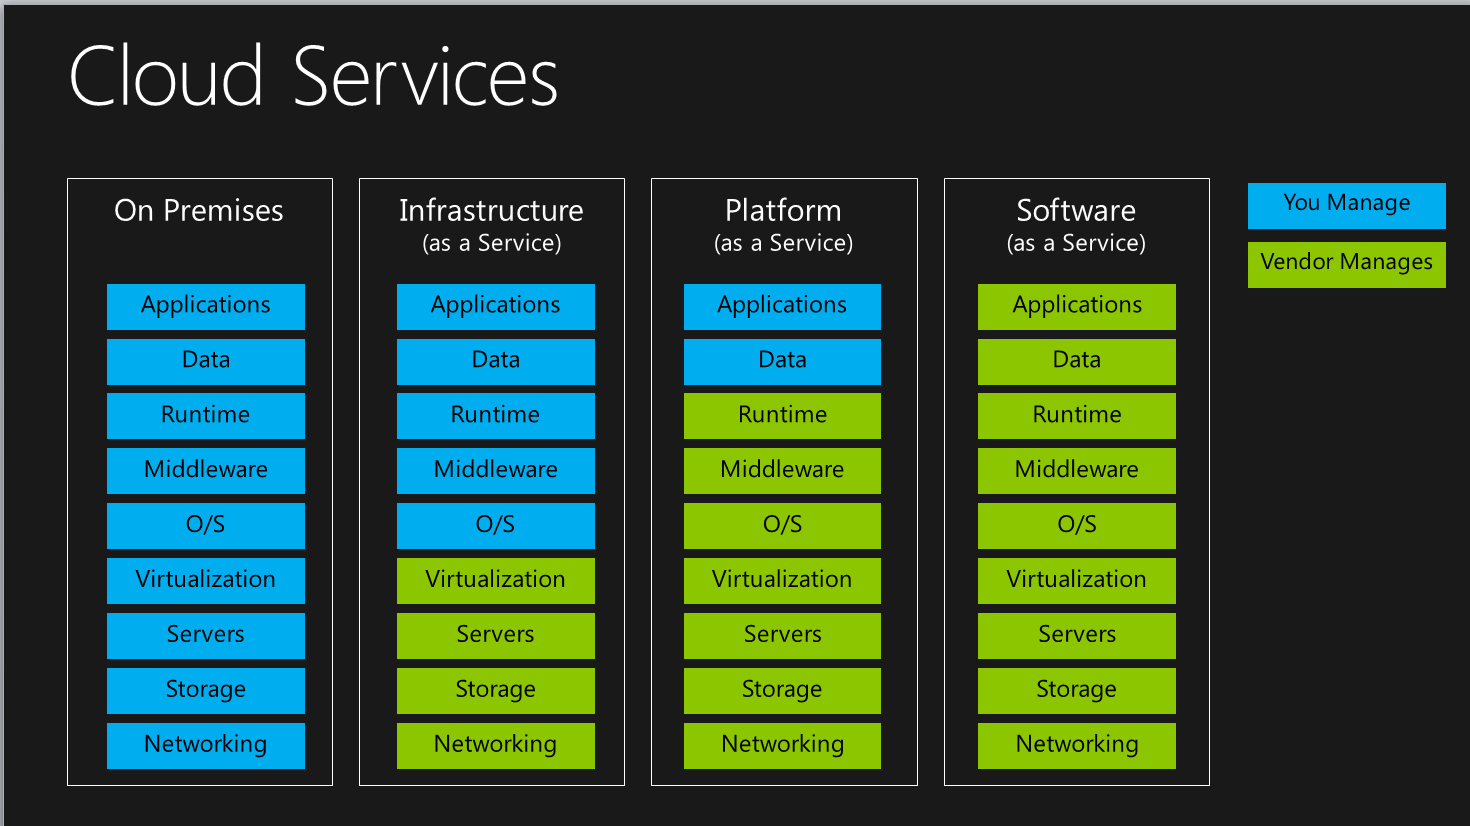 Cloud Services
On Premises
Applications
Data
Runtime
Middleware
O/S
Virtualization
Servers
Storage
Networking
Infrastructure
(as a Service)
Applications
Data
Runtime
Middleware
O/S
Virtualization
Servers
Storage
Networking
Platform
(as a Service)
Applications
Data
Runtime
Middleware
O/S
Virtualization
Servers
Storage
Networking
Software
(as a Service)
Applications
Data
Runtime
Middleware
O/S
Virtualization
Servers
Storage
Networking
You Manage
Vendor Manages